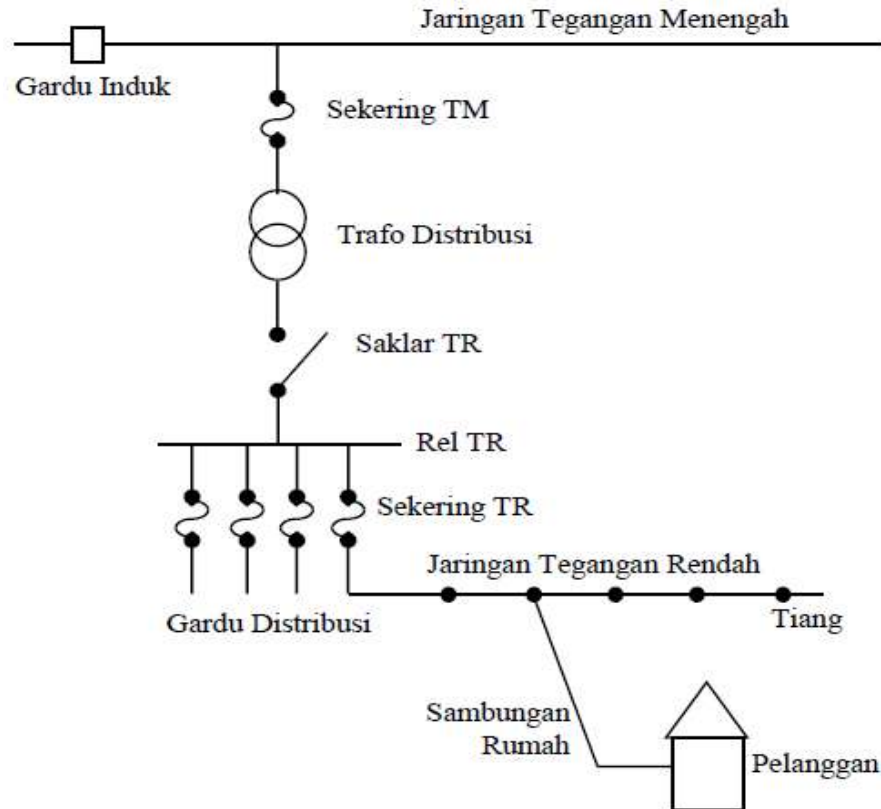 Jaringan Tegangan Menengah
Gardu Induk
Sekering TM
Trafo Distribusi
Saklar TR
Rel TR
Sekering TR
Jaringan Tegangan Rendah
Gardu Distribusi
Tiang
Sambungan
Rumah
Pelanggan